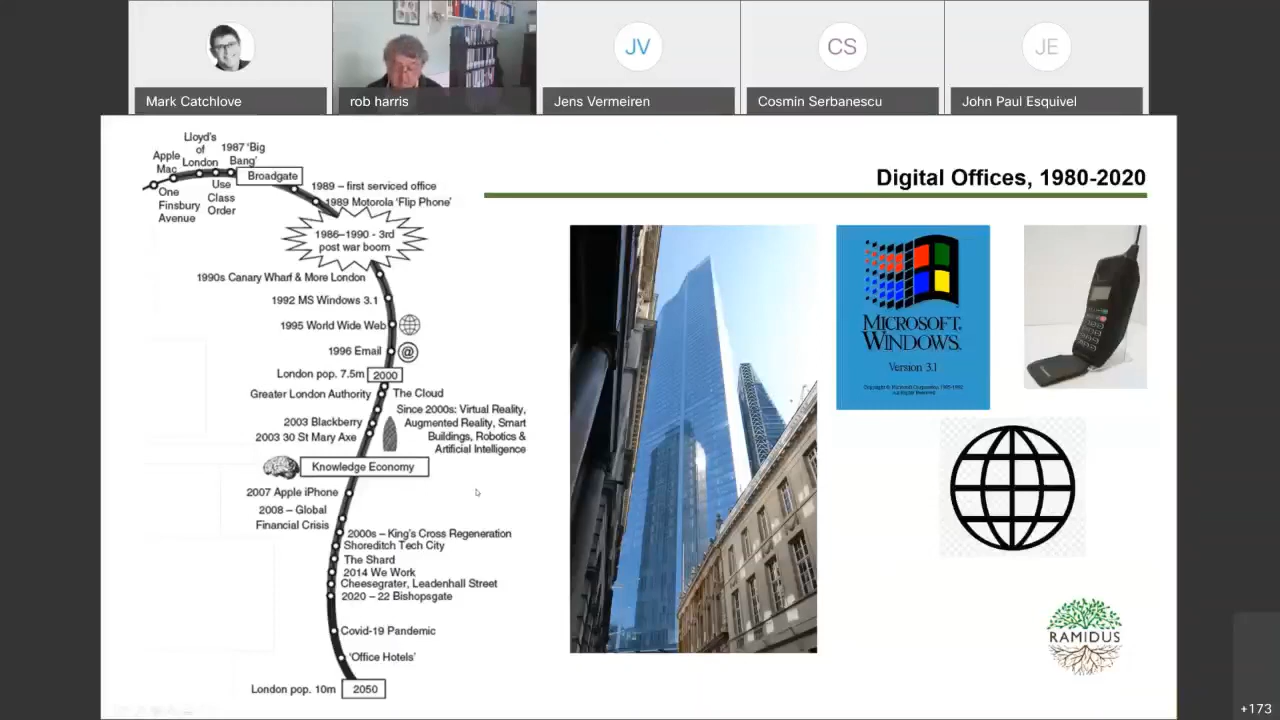 Mark Catchlove
rob harris
JV
Jens Vermeiren
CS
Cosmin Serbanescu
JE
John Paul Esquivel
Digital Offices, 1980-2020
Apple
Mac
Lloyd's
of
London
1987 'Big
Bang'
Broadgate
One
Finsbury
Avenue
Use
Class
Order
1989 – first serviced office
1989 Motorola 'Flip Phone'
1986–1990 - 3rd
post war boom
1990s Canary Wharf & More London
1992 MS Windows 3.1
1995 World Wide Web
1996 Email
@
London pop. 7.5m
2000
Greater London Authority
The Cloud
Since 2000s: Virtual Reality,
Augmented Reality, Smart
Buildings, Robotics &
Artificial Intelligence
2003 Blackberry
2003 30 St Mary Axe
Knowledge Economy
2007 Apple iPhone
2008 – Global
Financial Crisis
2000s – King's Cross Regeneration
Shoreditch Tech City
The Shard
2014 We Work
Cheesegrater, Leadenhall Street
2020 – 22 Bishopsgate
Covid-19 Pandemic
'Office Hotels'
London pop. 10m
2050
MICROSOFT.
WINDOWS.
Version 3.1
RAMIDUS
+173